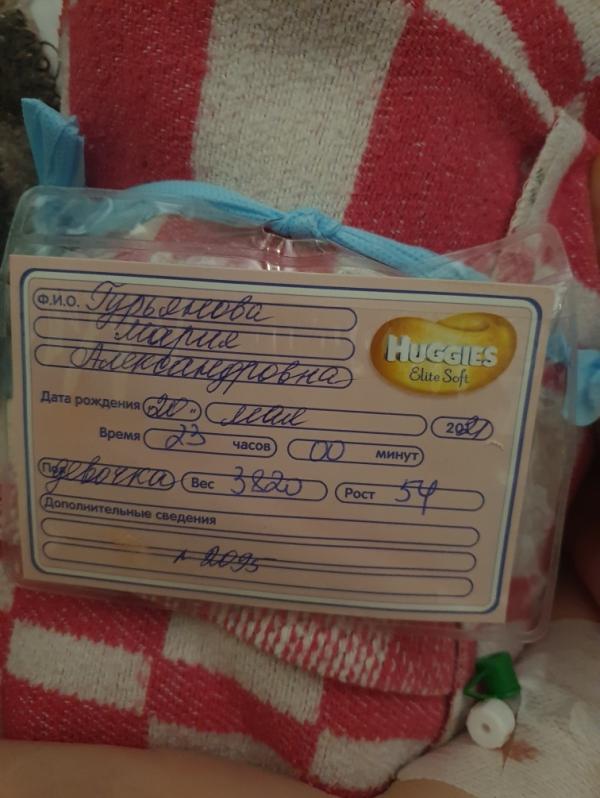 Ф.И.О. Гурьянова
Мария
Александровна
HUGGIES
Elite Soft
Дата рождения 20 мая 2021
Время 23 часов 00 минут
Пол девочка Вес 3820 Рост 54
Дополнительные сведения
л 2095